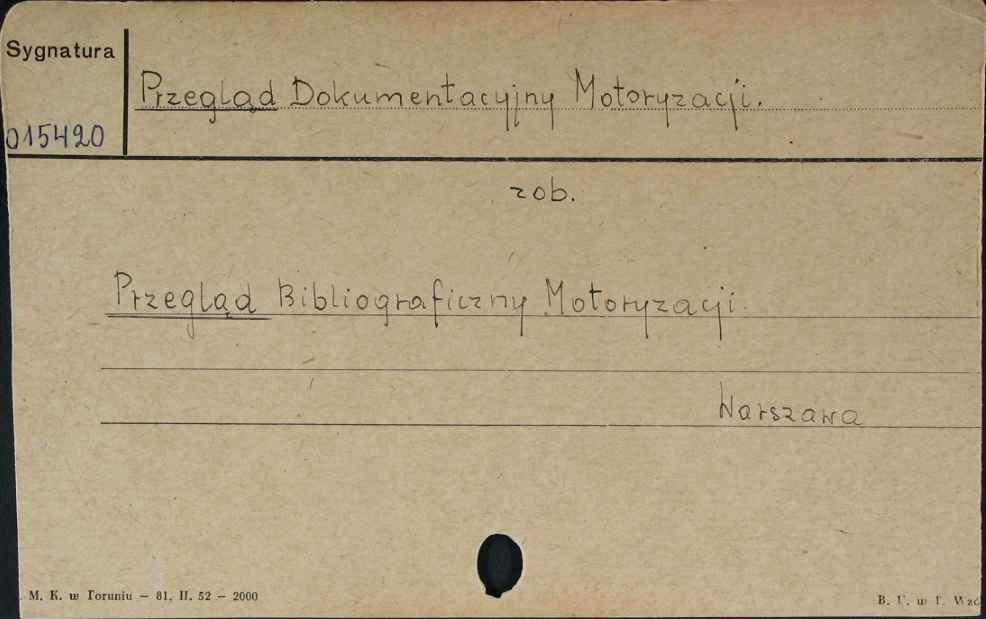 Sygnatura
Przegląd Dokumentacyjny Motoryzacji.
015420
zob.
Przegląd Bibliograficzny Motoryzacji.
Warszawa
M. K. w Toruniu — 81. II. 52 — 2000
B. U. w T.